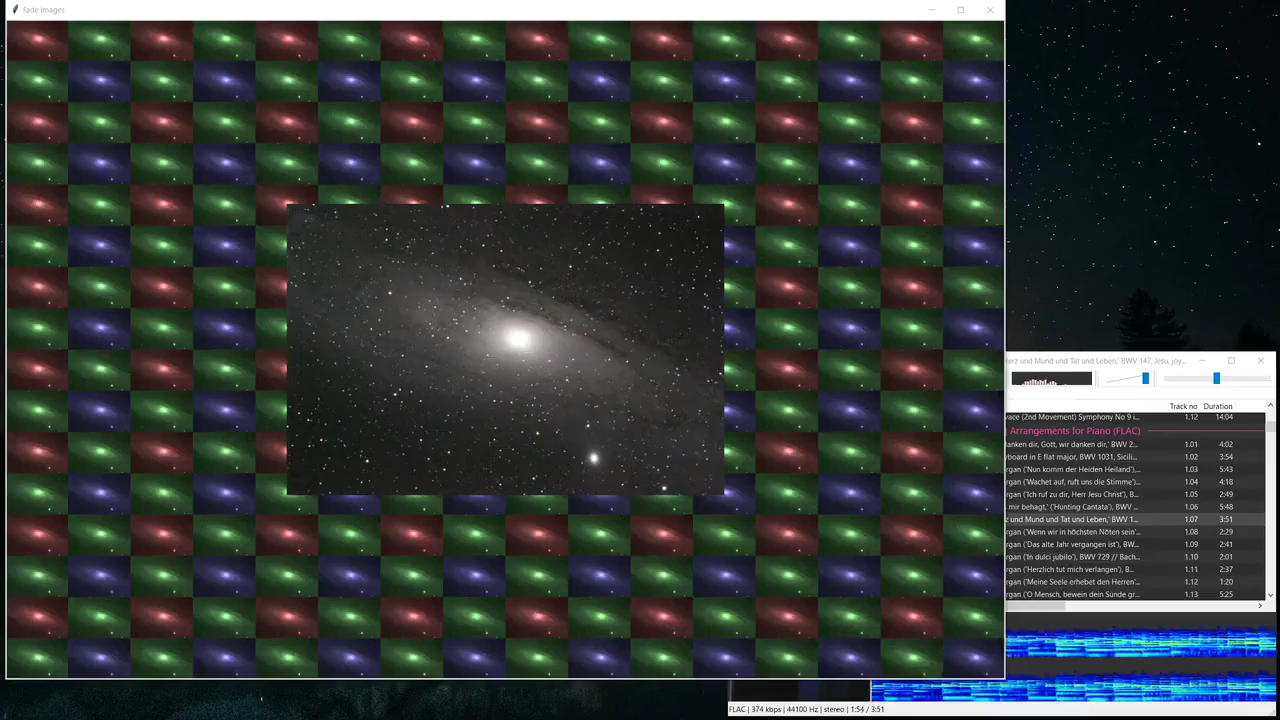 Fade Images
Herz und Mund und Tat und Leben,' BWV 147, Jesu, joy...
Track no Duration
vace (2nd Movement) Symphony No 9 i... 1.12 14:04
Arrangements for Piano (FLAC)
danken dir, Gott, wir danken dir,' BWV 2... 1.01 4:02
yboard in E flat major, BWV 1031, Sicili... 1.02 3:54
rgan ('Nun komm der Heiden Heiland'),... 1.03 5:43
rgan ('Wachet auf, ruft uns die Stimme')... 1.04 4:18
rgan ('Ich ruf zu dir, Herr Jesu Christ'), B... 1.05 2:49
mir behagt,' ('Hunting Cantata'), BWV ... 1.06 5:48
z und Mund und Tat und Leben,' BWV 1... 1.07 3:51
rgan ('Wenn wir in höchsten Nöten sein'... 1.08 2:29
rgan ('Das alte Jahr vergangen ist'), BW... 1.09 2:41
rgan ('In dulci jubilo'), BWV 729 // Bach... 1.10 2:01
rgan ('Herzlich tut mich verlangen'), B... 1.11 2:37
rgan ('Meine Seele erhebet den Herren'... 1.12 1:20
rgan ('O Mensch, bewein dein Sünde gr... 1.13 5:25
FLAC | 374 kbps | 44100 Hz | stereo | 1:54 / 3:51